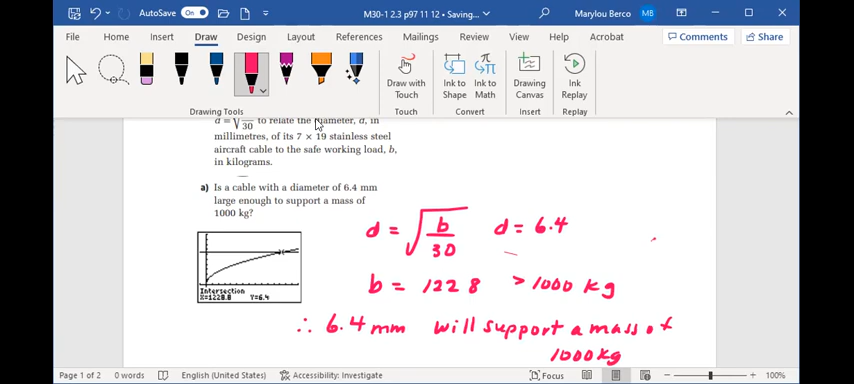 AutoSave On M30-1 2.3 p97 11 12 - Saving... Marylou Berco MB
File Home Insert Draw Design Layout References Mailings Review View Help Acrobat Comments Share
Draw with Touch Ink to Shape Ink to Math Drawing Canvas Ink Replay
Drawing Tools Touch Convert Insert Replay
d = √ 30 to relate the diameter, d, in
millimetres, of its 7 × 19 stainless steel
aircraft cable to the safe working load, b,
in kilograms.
a) Is a cable with a diameter of 6.4 mm
large enough to support a mass of
1000 kg?
d = √(b/30) d = 6.4
b = 1228 > 1000 kg
Intersection
X=1228.8 Y=6.4
∴ 6.4 mm will support a mass of
1000 kg
Page 1 of 2 0 words English (United States) Accessibility: Investigate Focus 100%